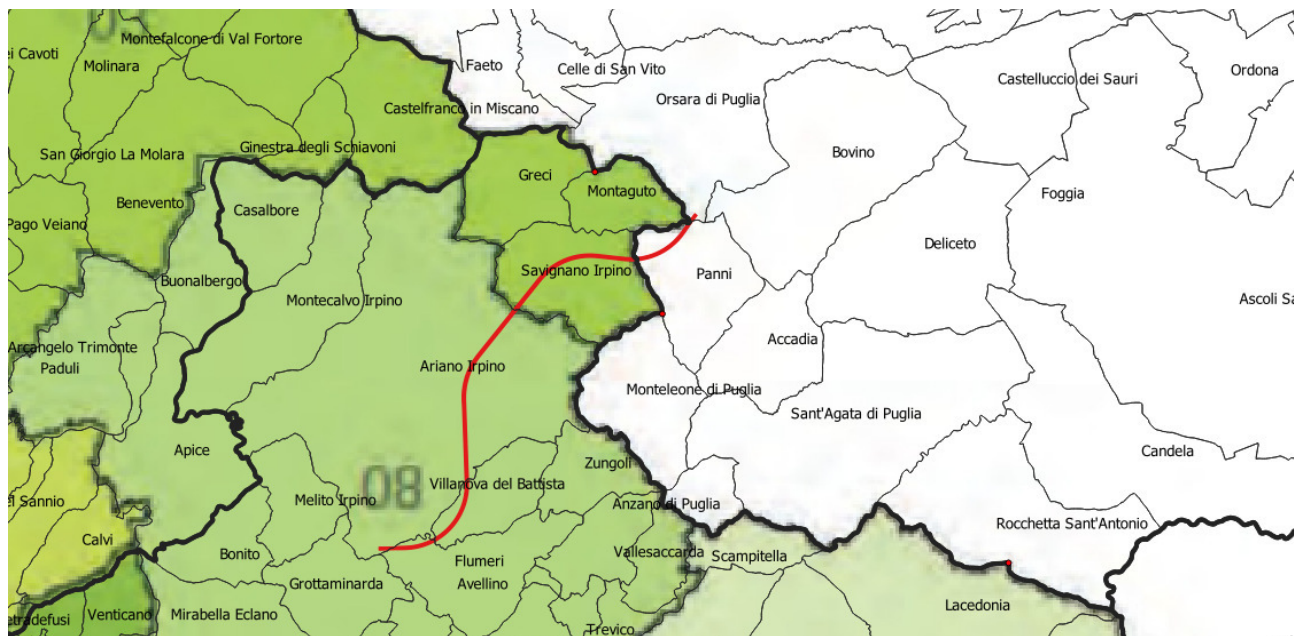 Montefalcone di Val Fortore
ei Cavoti
Molinara
Faeto
Celle di San Vito
Castelluccio dei Sauri
Ordona
Castelfranco in Miscano
Orsara di Puglia
San Giorgio La Molara
Ginestra degli Schiavoni
Bovino
Greci
Montaguto
Foggia
Benevento
Casalbore
Pago Veiano
Deliceto
Buonalbergo
Savignano Irpino
Panni
Montecalvo Irpino
Ascoli Sa
Arcangelo Trimonte
Paduli
Ariano Irpino
Accadia
Monteleone di Puglia
Sant'Agata di Puglia
Apice
Candela
Zungoli
08
Villanova del Battista
el Sannio
Melito Irpino
Anzano di Puglia
Rocchetta Sant'Antonio
Calvi
Bonito
Flumeri
Vallesaccarda
Scampitella
Grottaminarda
Avellino
Lacedonia
etradefusi
Venticano
Mirabella Eclano
Trevico